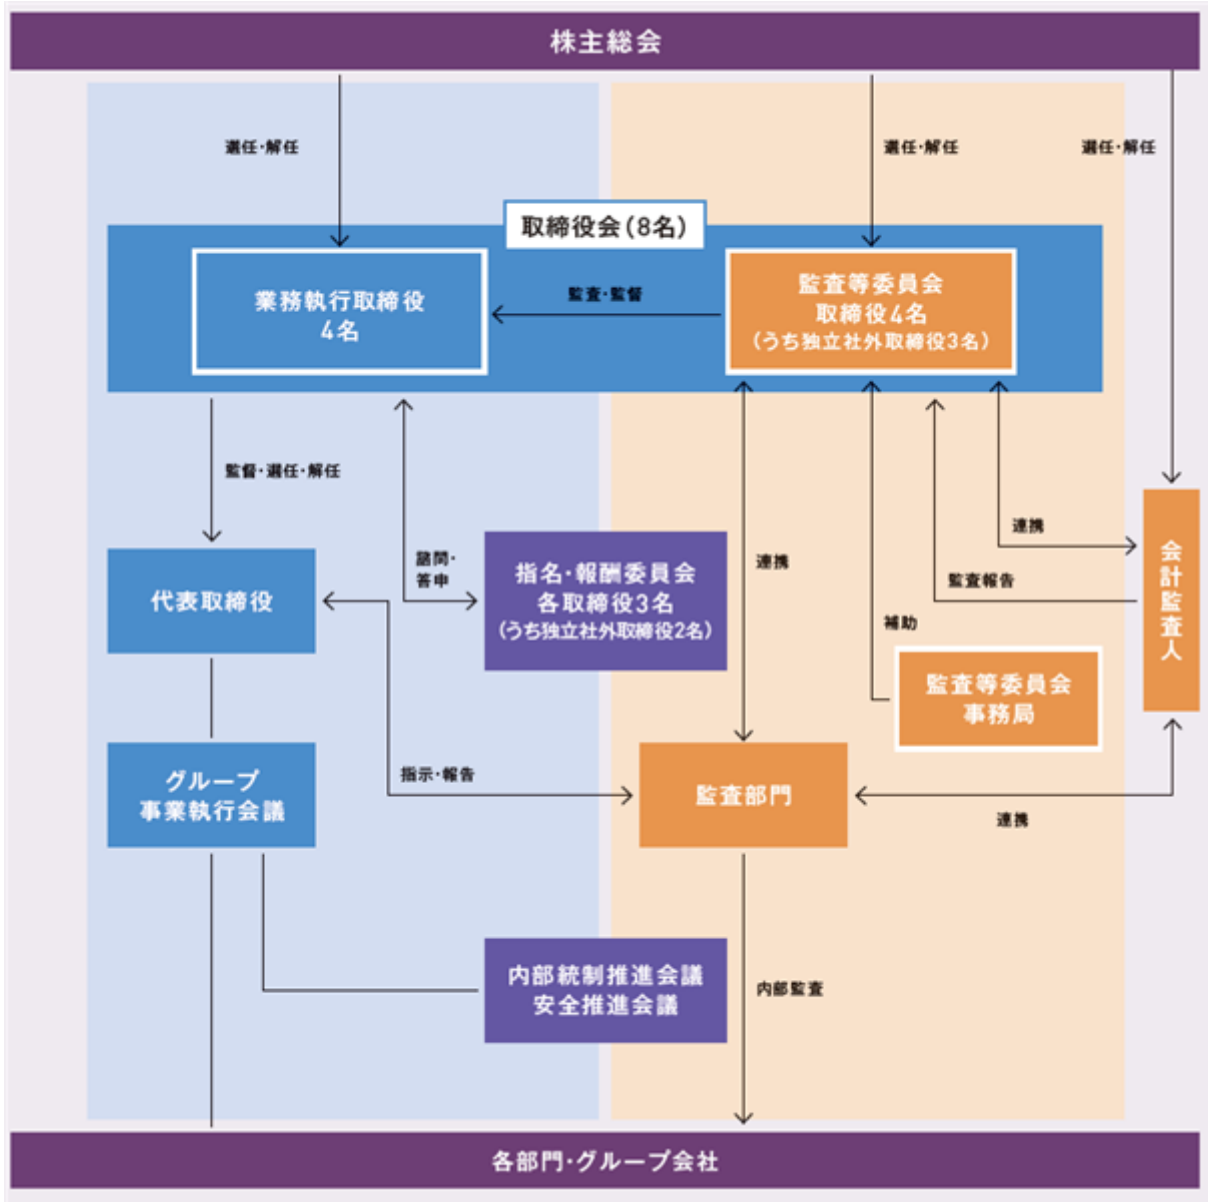 株主総会
選任・解任
選任・解任
選任・解任
取締役会(8名)
業務執行取締役
4名
監査・監督
監査等委員会
取締役4名
(うち独立社外取締役3名)
監督・選任・解任
諮問・
答申
指名・報酬委員会
各取締役3名
(うち独立社外取締役2名)
連携
連携
監査報告
会計監査人
代表取締役
補助
監査等委員会
事務局
グループ
事業執行会議
指示・報告
監査部門
連携
内部統制推進会議
安全推進会議
内部監査
各部門・グループ会社